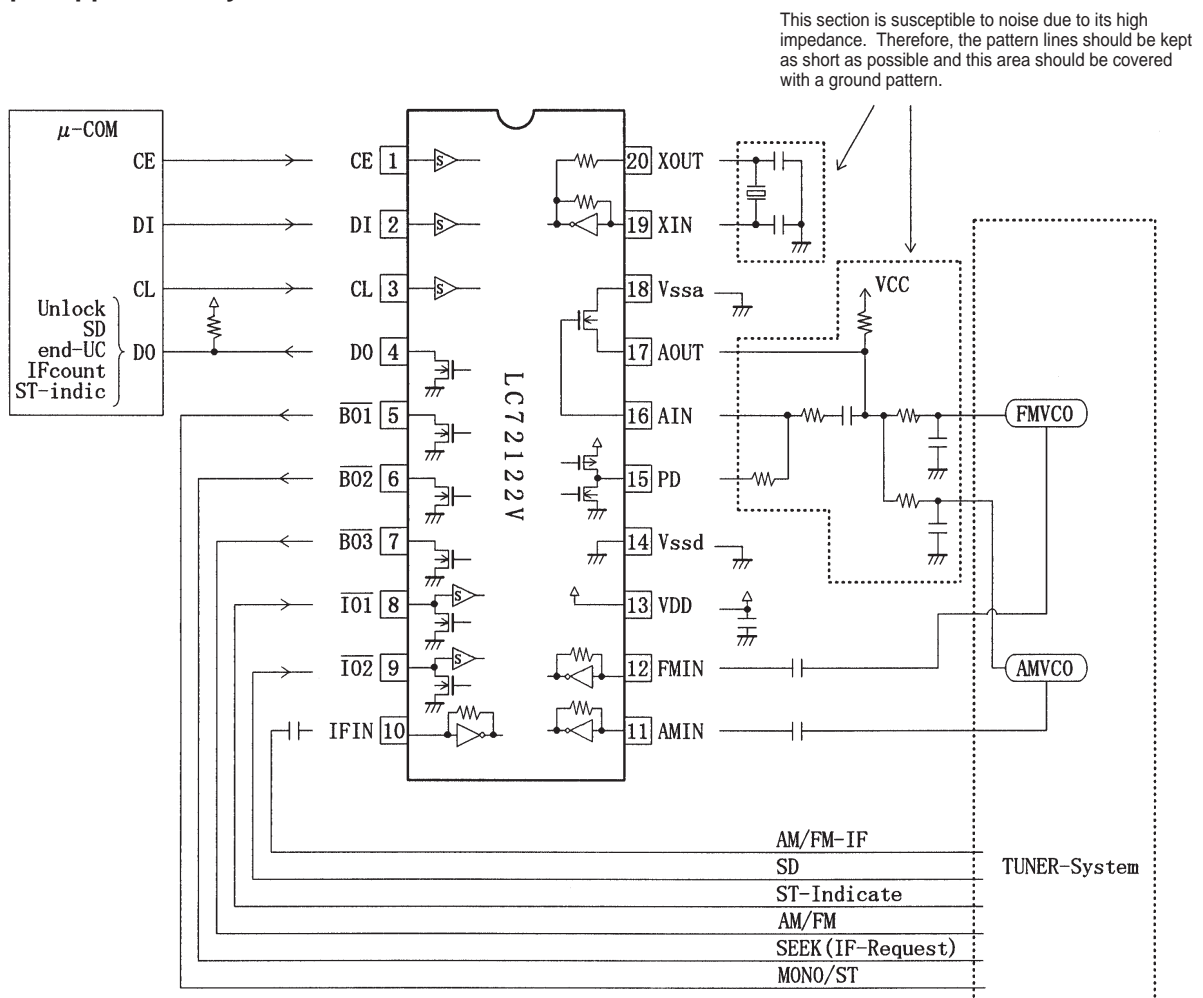 This section is susceptible to noise due to its high
impedance. Therefore, the pattern lines should be kept
as short as possible and this area should be covered
with a ground pattern.
μ-COM
CE
DI
CL
Unlock
SD
end-UC
IFcount
ST-indic
DO
CE 1
DI 2
CL 3
DO 4
BO1 5
BO2 6
BO3 7
IO1 8
IO2 9
IFIN 10
S
S
S
S
S
LC72122V
20 XOUT
19 XIN
18 Vssa
17 AOUT
16 AIN
15 PD
14 Vssd
13 VDD
12 FMIN
11 AMIN
VCC
FMVCO
AMVCO
TUNER-System
AM/FM-IF
SD
ST-Indicate
AM/FM
SEEK(IF-Request)
MONO/ST